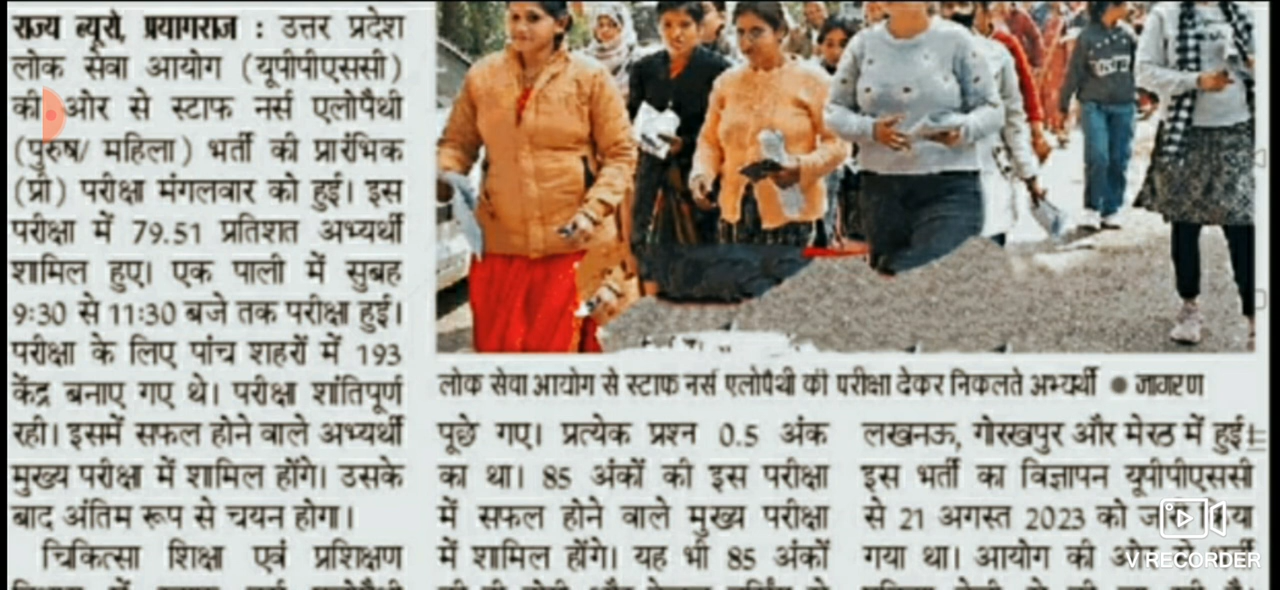 राज्य ब्यूरो, प्रयागराज : उत्तर प्रदेश
लोक सेवा आयोग (यूपीपीएससी)
की ओर से स्टाफ नर्स एलोपैथी
(पुरुष/ महिला) भर्ती की प्रारंभिक
(प्री) परीक्षा मंगलवार को हुई। इस
परीक्षा में 79.51 प्रतिशत अभ्यर्थी
शामिल हुए। एक पाली में सुबह
9:30 से 11:30 बजे तक परीक्षा हुई।
परीक्षा के लिए पांच शहरों में 193
केंद्र बनाए गए थे। परीक्षा शांतिपूर्ण
रही। इसमें सफल होने वाले अभ्यर्थी
मुख्य परीक्षा में शामिल होंगे। उसके
बाद अंतिम रूप से चयन होगा।
चिकित्सा शिक्षा एवं प्रशिक्षण
लोक सेवा आयोग से स्टाफ नर्स एलोपैथी की परीक्षा देकर निकलते अभ्यर्थी ● जागरण
पूछे गए। प्रत्येक प्रश्न 0.5 अंक
का था। 85 अंकों की इस परीक्षा
में सफल होने वाले मुख्य परीक्षा
में शामिल होंगे। यह भी 85 अंकों
लखनऊ, गोरखपुर और मेरठ में हुई।
इस भर्ती का विज्ञापन यूपीपीएससी
से 21 अगस्त 2023 को
गया था। आयोग की
V RECORDER